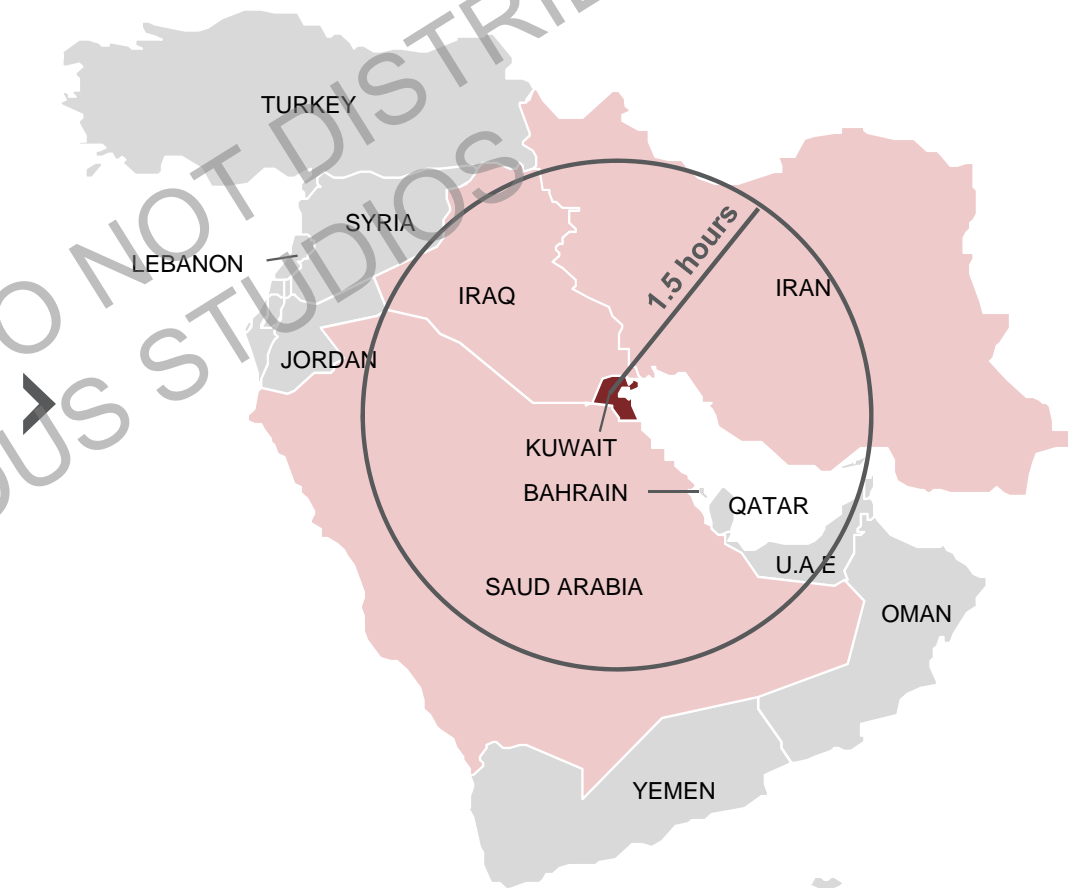 TURKEY
SYRIA
LEBANON
IRAQ
1.5 hours
IRAN
JORDAN
KUWAIT
BAHRAIN
QATAR
U.A.E
SAUD ARABIA
OMAN
YEMEN
NOT DISTRI
US STUDIOS